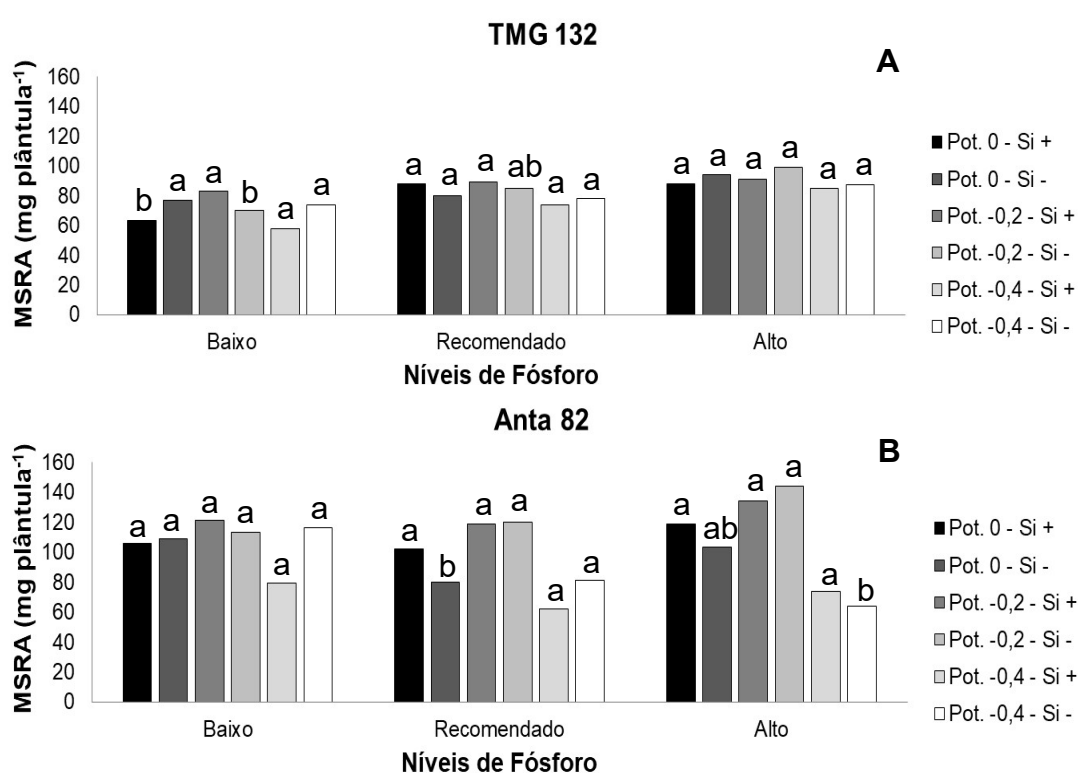 TMG 132
A
MSRA (mg plântula⁻¹)
160
140
120
100
80
60
40
20
0
b a a b a a
a a a ab a a
a a a a a a
Baixo Recomendado Alto
Níveis de Fósforo
Pot. 0 - Si +
Pot. 0 - Si -
Pot. -0,2 - Si +
Pot. -0,2 - Si -
Pot. -0,4 - Si +
Pot. -0,4 - Si -
Anta 82
B
MSRA (mg plântula⁻¹)
160
140
120
100
80
60
40
20
0
a a a a a a
a b a a a a
a ab a a a b
Baixo Recomendado Alto
Níveis de Fósforo
Pot. 0 - Si +
Pot. 0 - Si -
Pot. -0,2 - Si +
Pot. -0,2 - Si -
Pot. -0,4 - Si +
Pot. -0,4 - Si -